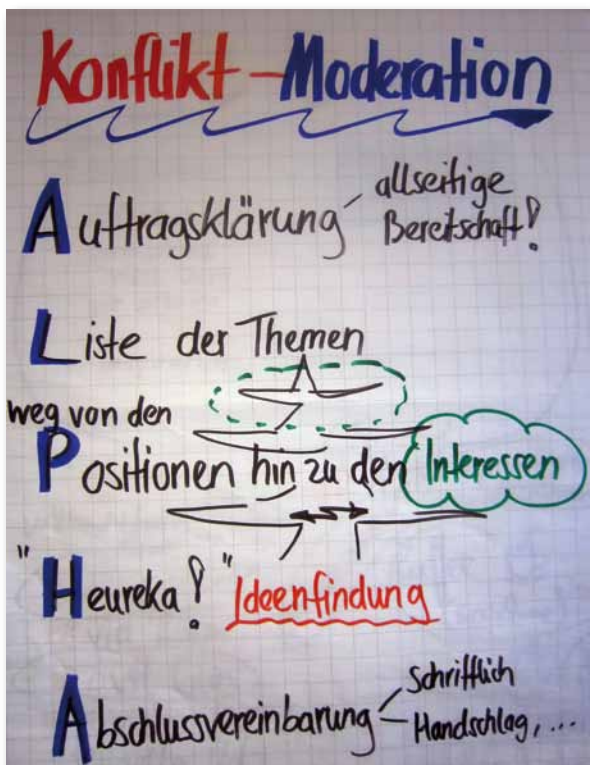 Konflikt-Moderation
Auftragsklärung
allseitige
Bereitschaft!
Liste der Themen
weg von den
Positionen hin zu den Interessen
"Heureka!" Ideenfindung
Abschlussvereinbarung
Schriftlich
Handschlag, ...